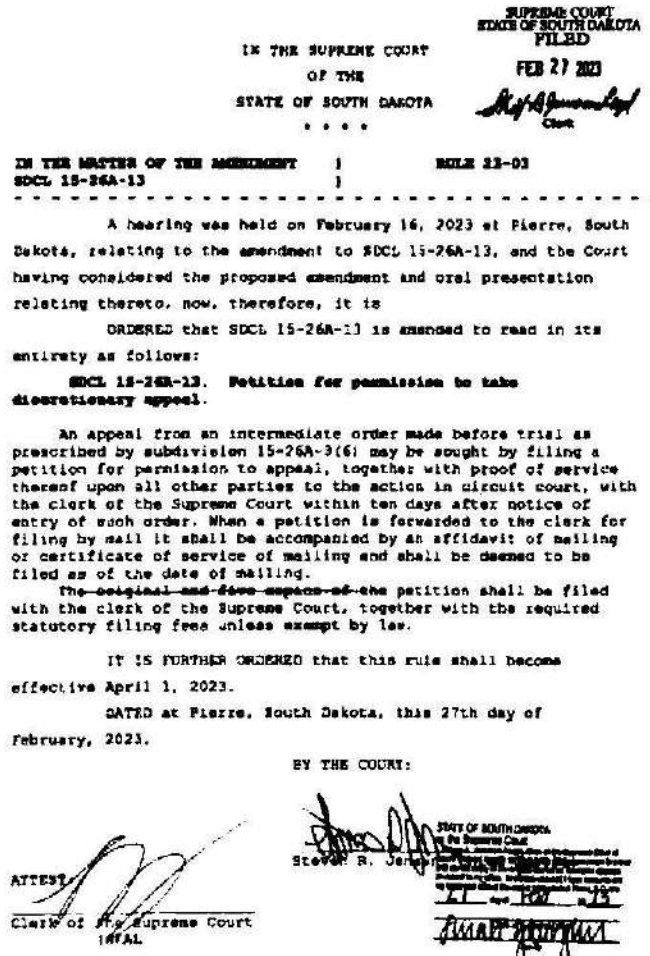 SUPREME COURT
STATE OF SOUTH DAKOTA
FILED
FEB 27 2023
Clerk
IN THE SUPREME COURT
OF THE
STATE OF SOUTH DAKOTA
* * * *
IN THE MATTER OF THE AMENDMENT ) RULE 23-03
SDCL 15-26A-13 )
A hearing was held on February 16, 2023 at Pierre, South
Dakota, relating to the amendment to SDCL 15-26A-13, and the Court
having considered the proposed amendment and oral presentation
relating thereto, now, therefore, it is
ORDERED that SDCL 15-26A-13 is amended to read in its
entirety as follows:
SDCL 15-26A-13. Petition for permission to take
discretionary appeal.
An appeal from an intermediate order made before trial as
prescribed by subdivision 15-26A-3(6) may be sought by filing a
petition for permission to appeal, together with proof of service
thereof upon all other parties to the action in circuit court, with
the clerk of the Supreme Court within ten days after notice of
entry of such order. When a petition is forwarded to the clerk for
filing by mail it shall be accompanied by an affidavit of mailing
or certificate of service of mailing and shall be deemed to be
filed as of the date of mailing.
The original and five copies of the petition shall be filed
with the clerk of the Supreme Court, together with the required
statutory filing fees unless exempt by law.
IT IS FURTHER ORDERED that this rule shall become
effective April 1, 2023.
DATED at Pierre, South Dakota, this 27th day of
February, 2023.
BY THE COURT:
STATE OF SOUTH DAKOTA
In the Supreme Court
Steven R.
ATTEST:
Clerk of the Supreme Court
(SEAL)
27 day of Feb